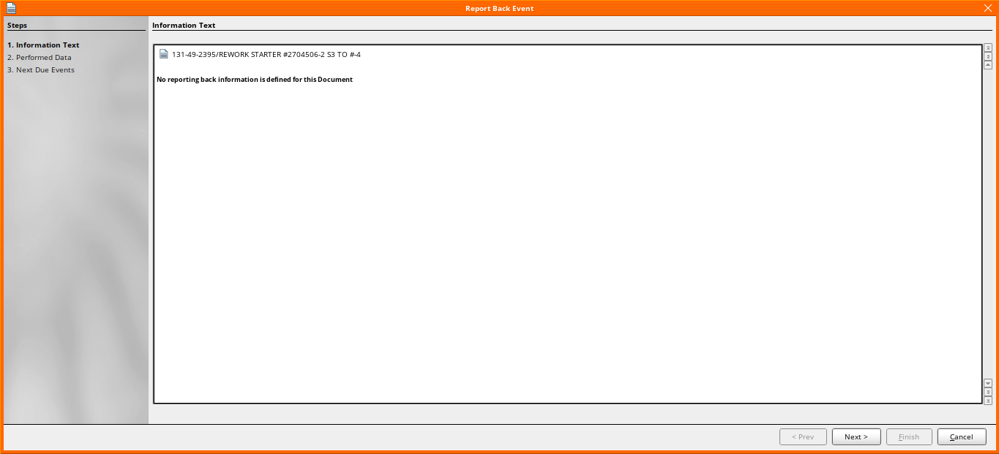 Report Back Event
Steps
1. Information Text
2. Performed Data
3. Next Due Events
Information Text
131-49-2395/REWORK STARTER #2704506-2 S3 TO #-4
No reporting back information is defined for this Document
< Prev
Next >
Finish
Cancel